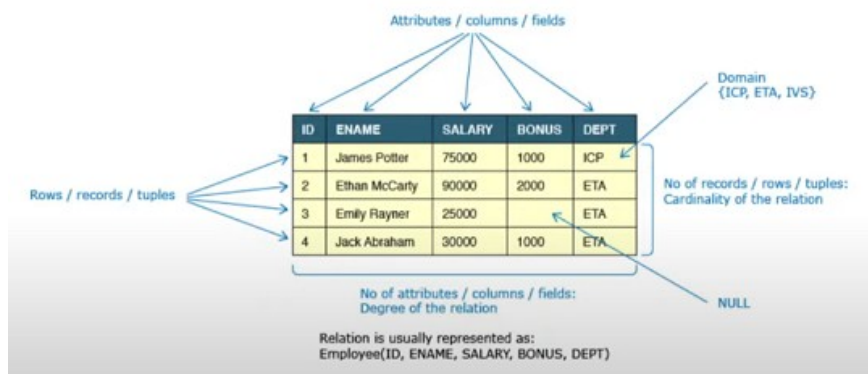 Attributes / columns / fields
Domain
{ICP, ETA, IVS}
ID ENAME SALARY BONUS DEPT
1 James Potter 75000 1000 ICP
2 Ethan McCarty 90000 2000 ETA
3 Emily Rayner 25000 ETA
4 Jack Abraham 30000 1000 ETA
Rows / records / tuples
No of records / rows / tuples:
Cardinality of the relation
No of attributes / columns / fields:
Degree of the relation
NULL
Relation is usually represented as:
Employee(ID, ENAME, SALARY, BONUS, DEPT)